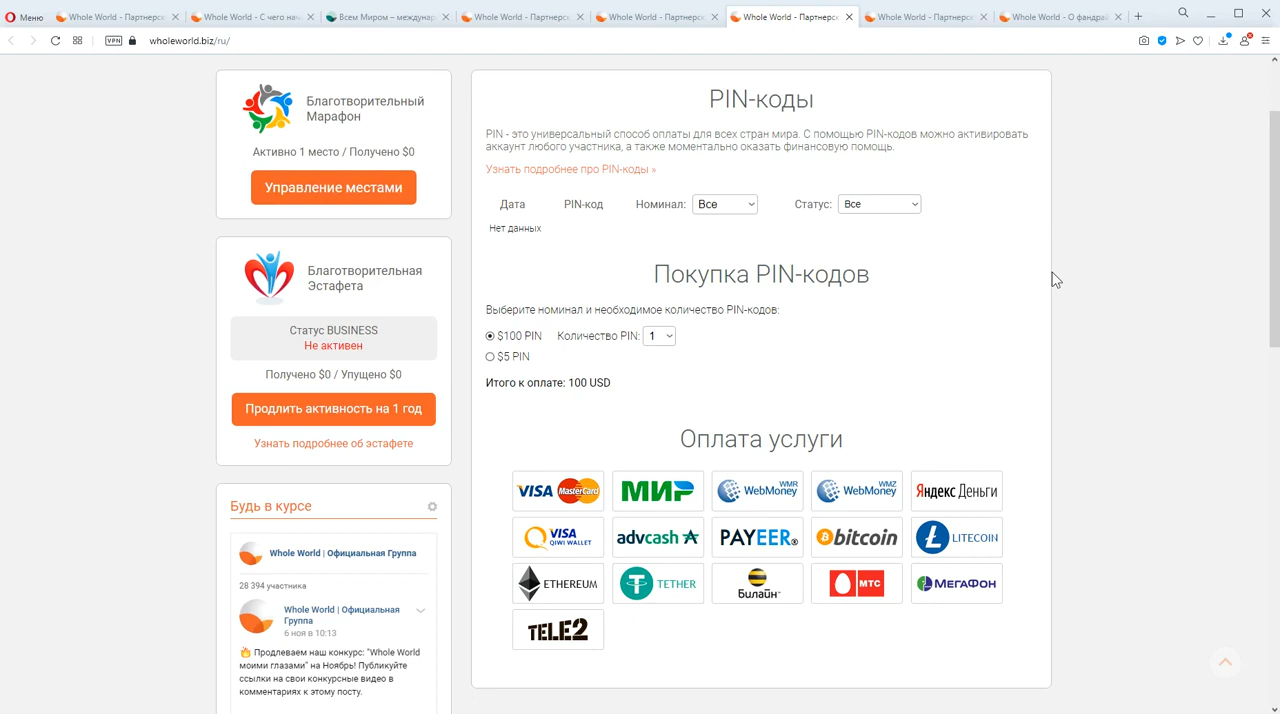 Меню
Whole World - Партнерск
Whole World - С чего нач
Всем Миром – междунар
Whole World - Партнерск
Whole World - Партнерск
Whole World - Партнерск
Whole World - Партнерск
Whole World - О фандрай
VPN
wholeworld.biz/ru/
Благотворительный
Марафон
Активно 1 место / Получено $0
Управление местами
Благотворительная
Эстафета
Статус BUSINESS
Не активен
Получено $0 / Упущено $0
Продлить активность на 1 год
Узнать подробнее об эстафете
Будь в курсе
Whole World | Официальная Группа
28 394 участника
Whole World | Официальная
Группа
6 ноя в 10:13
Продлеваем наш конкурс: "Whole World
моими глазами" на Ноябрь! Публикуйте
ссылки на свои конкурсные видео в
комментариях к этому посту.
PIN-коды
PIN - это универсальный способ оплаты для всех стран мира. С помощью PIN-кодов можно активировать
аккаунт любого участника, а также моментально оказать финансовую помощь.
Узнать подробнее про PIN-коды »
Дата PIN-код Номинал: Все Статус: Все
Нет данных
Покупка PIN-кодов
Выберите номинал и необходимое количество PIN-кодов:
$100 PIN Количество PIN: 1
$5 PIN
Итого к оплате: 100 USD
Оплата услуги
VISA MasterCard МИР WebMoney WMR WebMoney WMZ Яндекс Деньги
VISA QIWI WALLET advcash PAYEER bitcoin LITECOIN
ETHEREUM TETHER Билайн МТС МЕГАФОН
TELE2